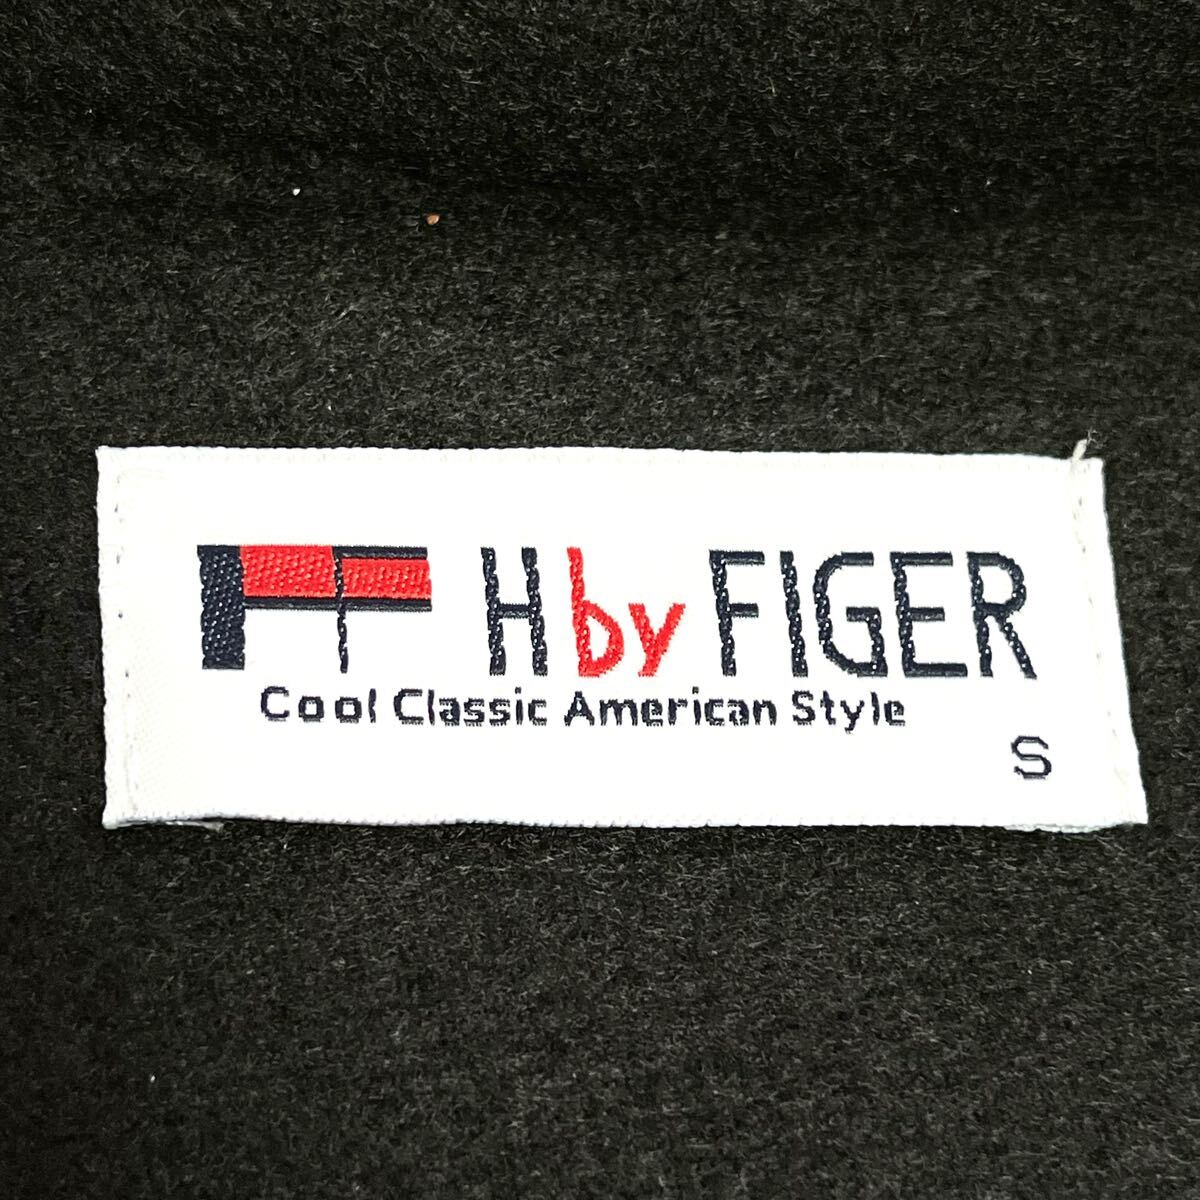 H by FIGER
Cool Classic American Style
S